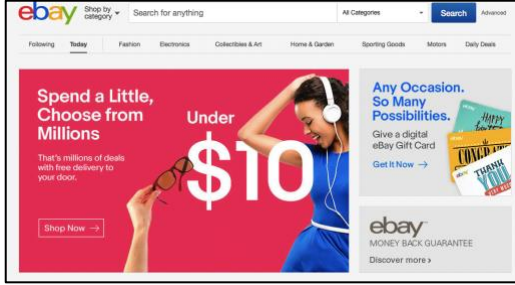 ebay Shop by category Search for anything All Categories Search Advanced
Following Today Fashion Electronics Collectibles & Art Home & Garden Sporting Goods Motors Daily Deals
Spend a Little,
Choose from
Millions
That's millions of deals
with free delivery to
your door.
Shop Now →
Under
$10
Any Occasion.
So Many
Possibilities.
Give a digital
eBay Gift Card
Get It Now →
HAPPY
THANK
YOU
ebay
MONEY BACK GUARANTEE
Discover more >